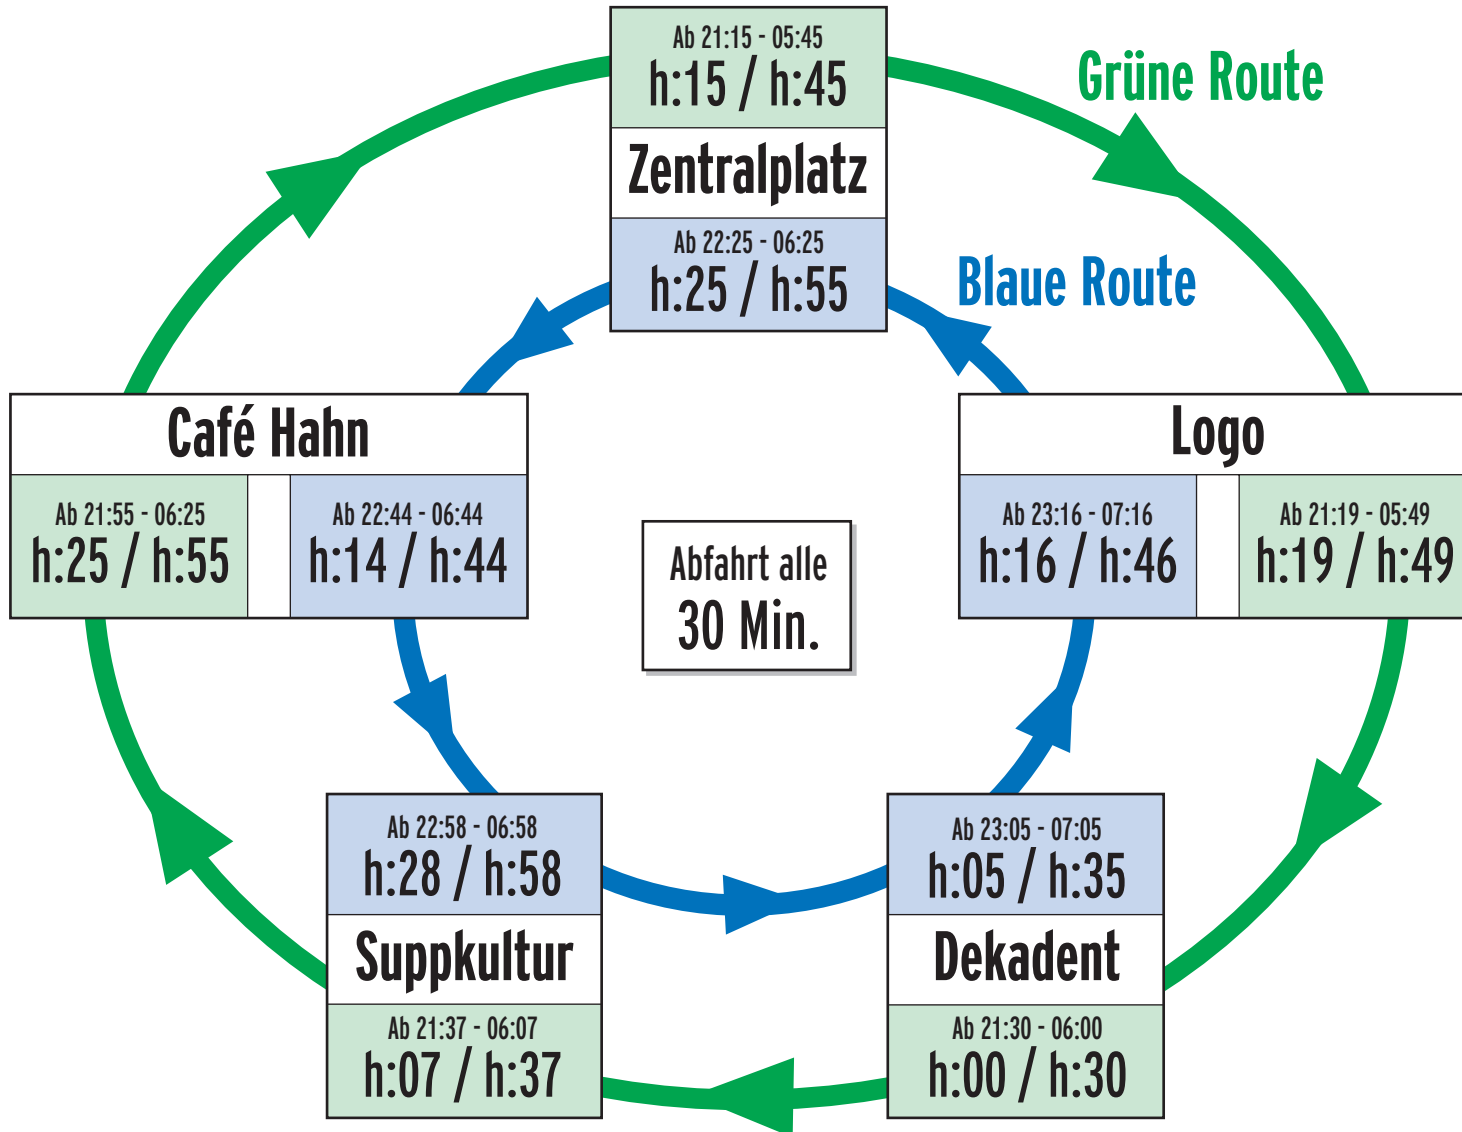 Ab 21:15 - 05:45
h:15 / h:45
Zentralplatz
Ab 22:25 - 06:25
h:25 / h:55
Grüne Route
Blaue Route
Café Hahn
Ab 21:55 - 06:25
h:25 / h:55
Ab 22:44 - 06:44
h:14 / h:44
Logo
Ab 23:16 - 07:16
h:16 / h:46
Ab 21:19 - 05:49
h:19 / h:49
Abfahrt alle
30 Min.
Ab 22:58 - 06:58
h:28 / h:58
Suppkultur
Ab 21:37 - 06:07
h:07 / h:37
Ab 23:05 - 07:05
h:05 / h:35
Dekadent
Ab 21:30 - 06:00
h:00 / h:30